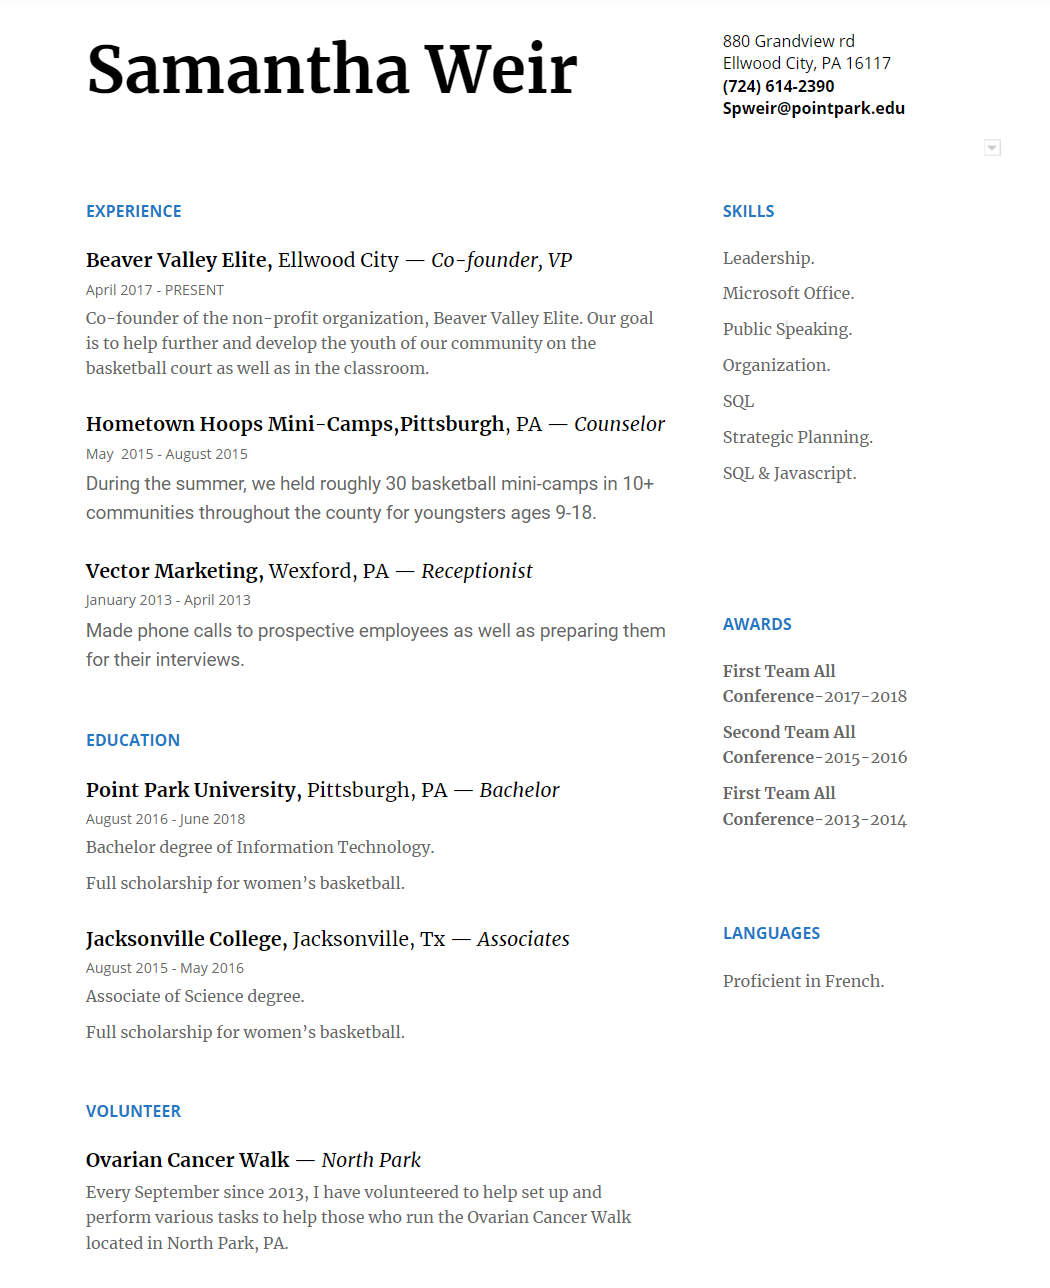 Samantha Weir
880 Grandview rd
Ellwood City, PA 16117
(724) 614-2390
Spweir@pointpark.edu
EXPERIENCE
Beaver Valley Elite, Ellwood City — Co-founder, VP
April 2017 - PRESENT
Co-founder of the non-profit organization, Beaver Valley Elite. Our goal
is to help further and develop the youth of our community on the
basketball court as well as in the classroom.
Hometown Hoops Mini-Camps,Pittsburgh, PA — Counselor
May  2015 - August 2015
During the summer, we held roughly 30 basketball mini-camps in 10+
communities throughout the county for youngsters ages 9-18.
Vector Marketing, Wexford, PA — Receptionist
January 2013 - April 2013
Made phone calls to prospective employees as well as preparing them
for their interviews.
EDUCATION
Point Park University, Pittsburgh, PA — Bachelor
August 2016 - June 2018
Bachelor degree of Information Technology.
Full scholarship for women’s basketball.
Jacksonville College, Jacksonville, Tx — Associates
August 2015 - May 2016
Associate of Science degree.
Full scholarship for women’s basketball.
VOLUNTEER
Ovarian Cancer Walk — North Park
Every September since 2013, I have volunteered to help set up and
perform various tasks to help those who run the Ovarian Cancer Walk
located in North Park, PA.
SKILLS
Leadership.
Microsoft Office.
Public Speaking.
Organization.
SQL
Strategic Planning.
SQL & Javascript.
AWARDS
First Team All
Conference-2017-2018
Second Team All
Conference-2015-2016
First Team All
Conference-2013-2014
LANGUAGES
Proficient in French.